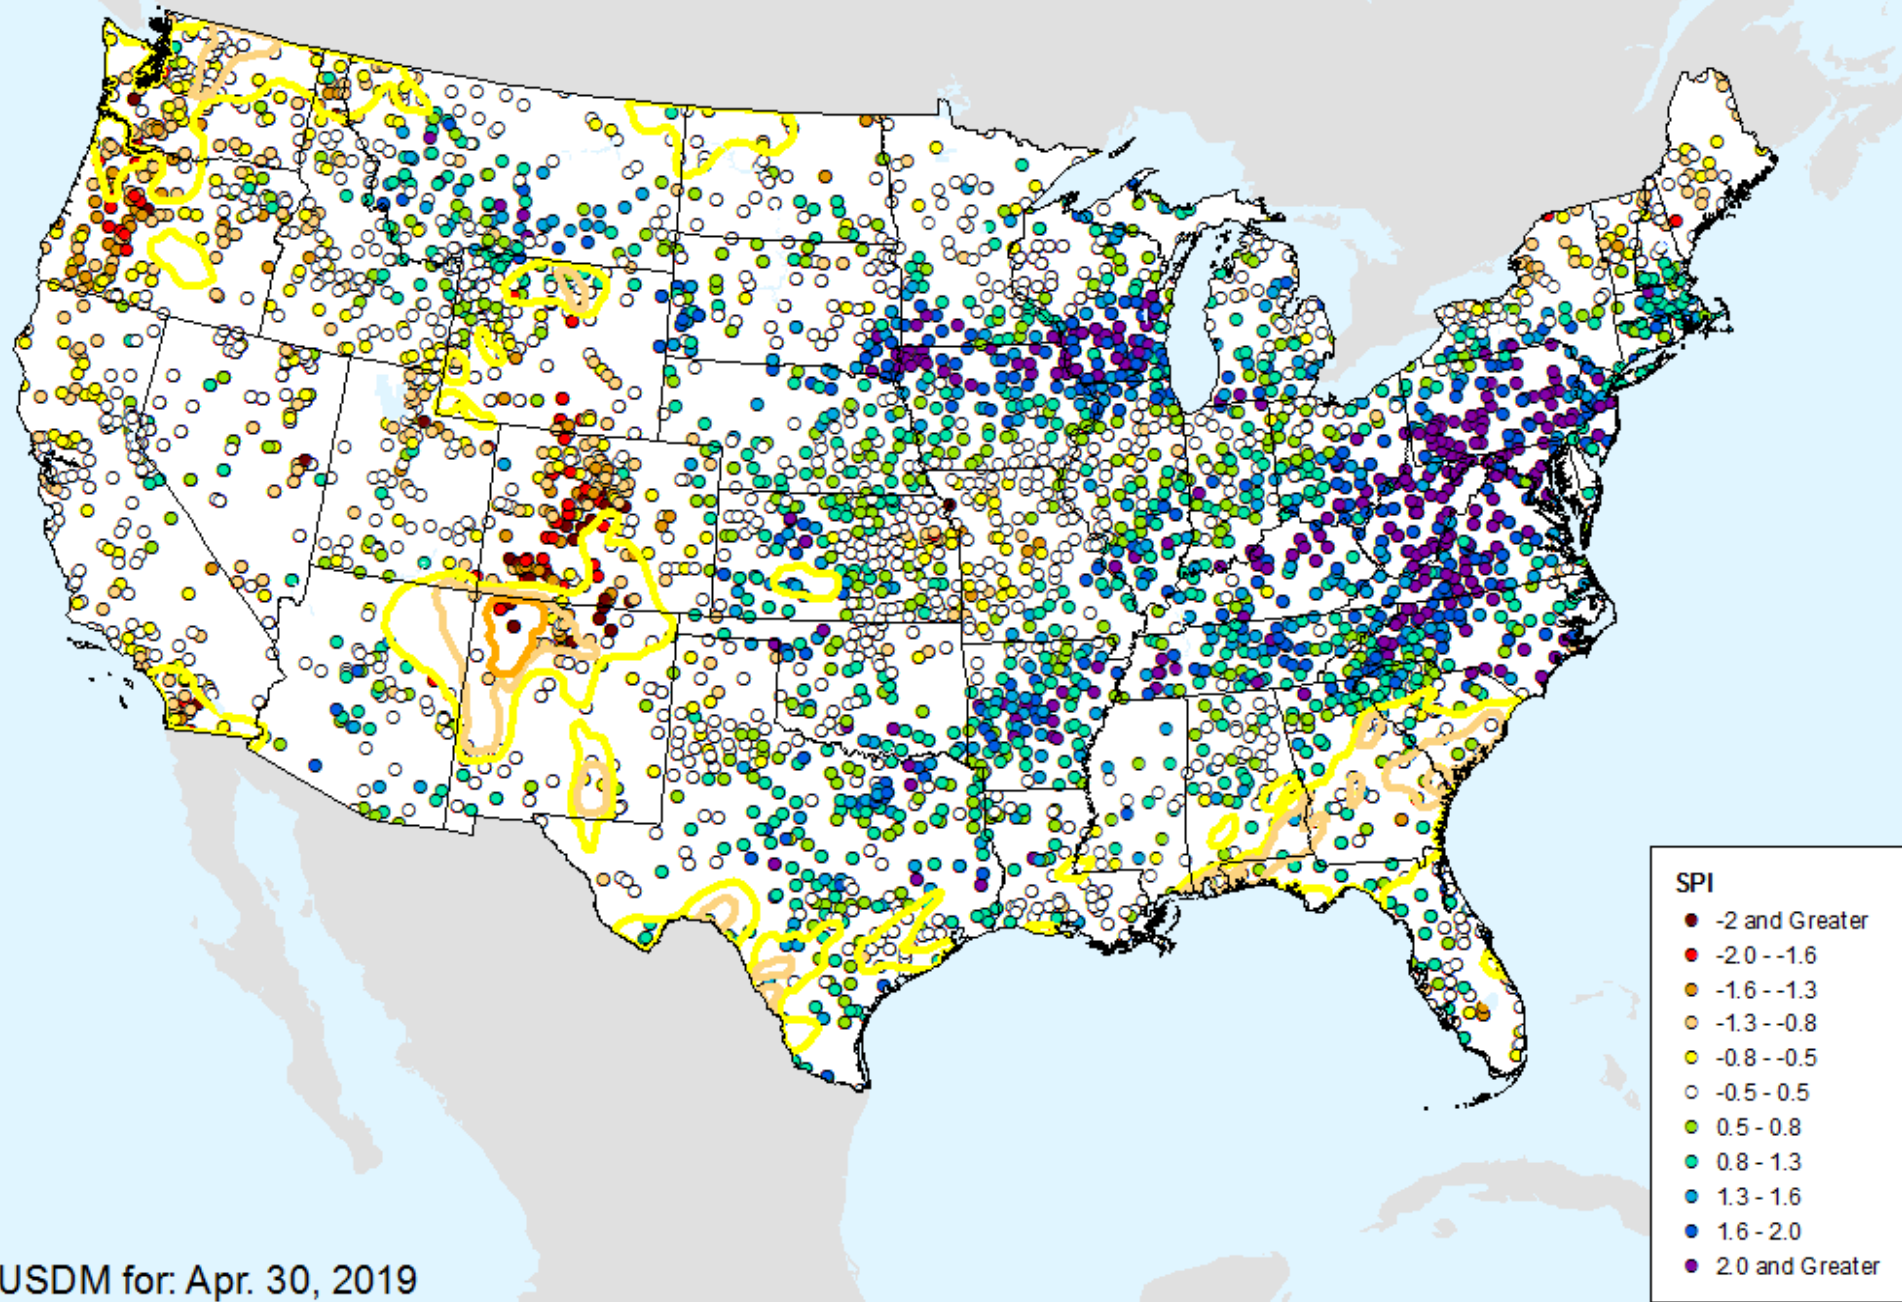 SPI
-2 and Greater
-2.0 - -1.6
-1.6 - -1.3
-1.3 - -0.8
-0.8 - -0.5
-0.5 - 0.5
0.5 - 0.8
0.8 - 1.3
1.3 - 1.6
1.6 - 2.0
2.0 and Greater
USDM for: Apr. 30, 2019